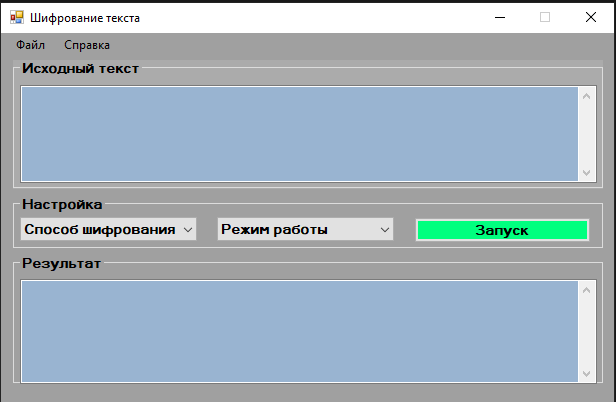 Шифрование текста
Файл Справка
Исходный текст
Настройка
Способ шифрования Режим работы Запуск
Результат